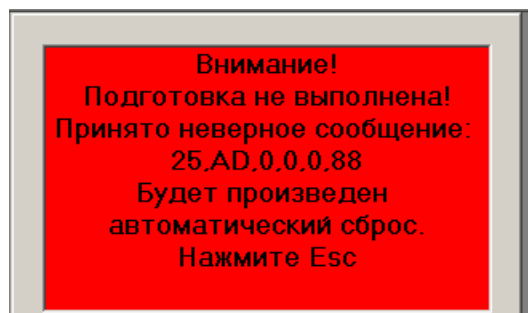 Внимание!
Подготовка не выполнена!
Принято неверное сообщение:
25,AD,0,0,0,88
Будет произведен
автоматический сброс.
Нажмите Esc